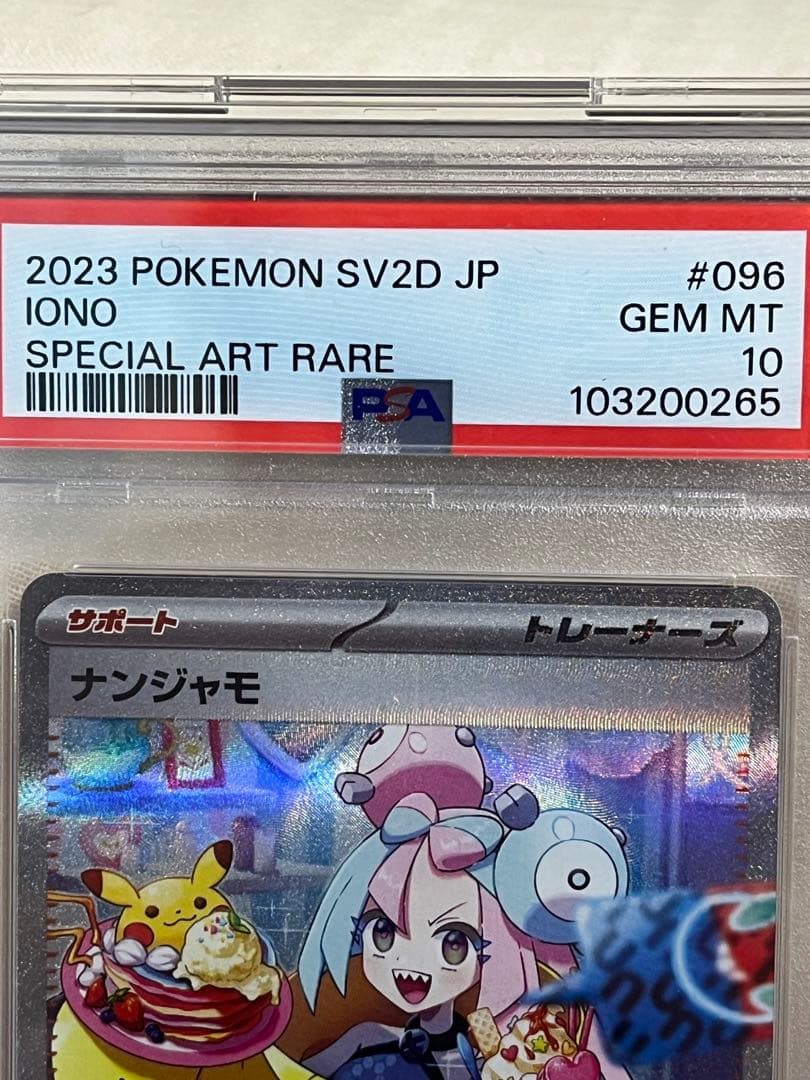 2023 POKEMON SV2D JP #096
IONO GEM MT
SPECIAL ART RARE 10
PSA 103200265
サポート トレーナーズ
ナンジャモ